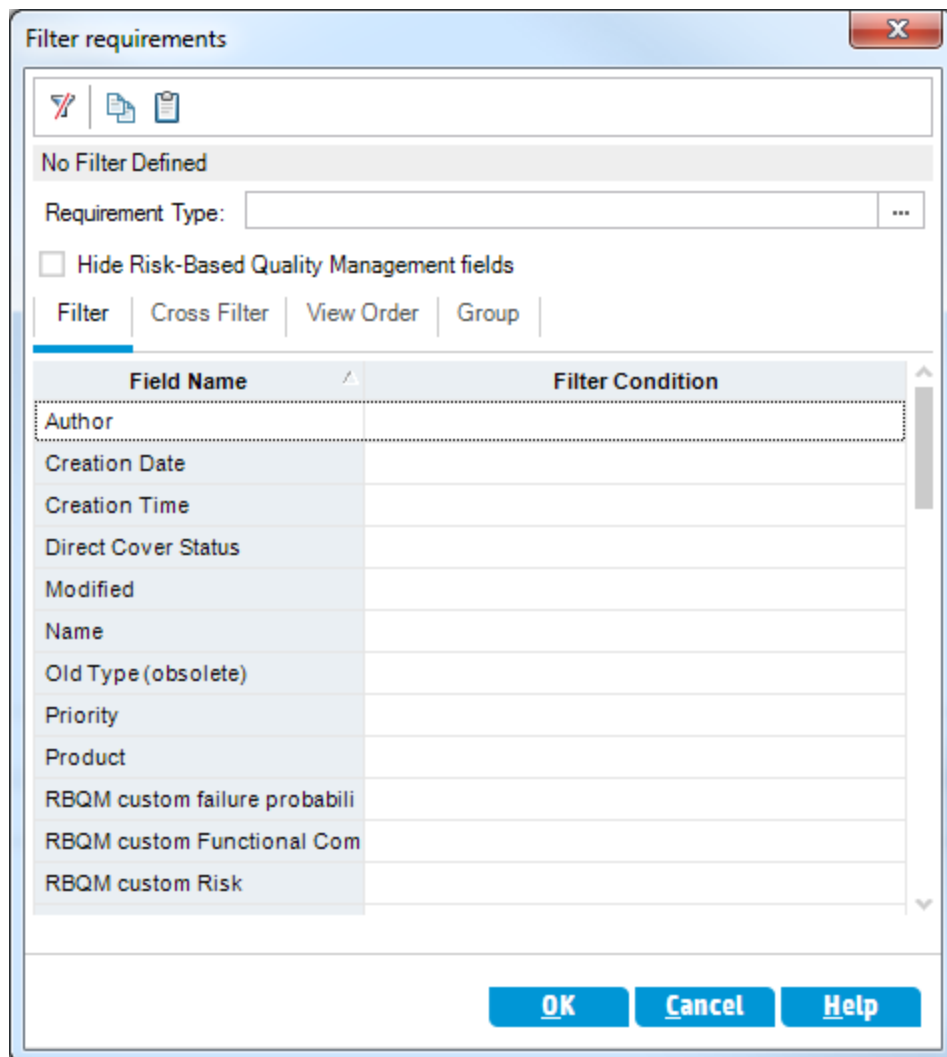 Filter requirements
No Filter Defined
Requirement Type: ...
Hide Risk-Based Quality Management fields
Filter Cross Filter View Order Group
Field Name Filter Condition
Author
Creation Date
Creation Time
Direct Cover Status
Modified
Name
Old Type (obsolete)
Priority
Product
RBQM custom failure probabili
RBQM custom Functional Com
RBQM custom Risk
OK Cancel Help